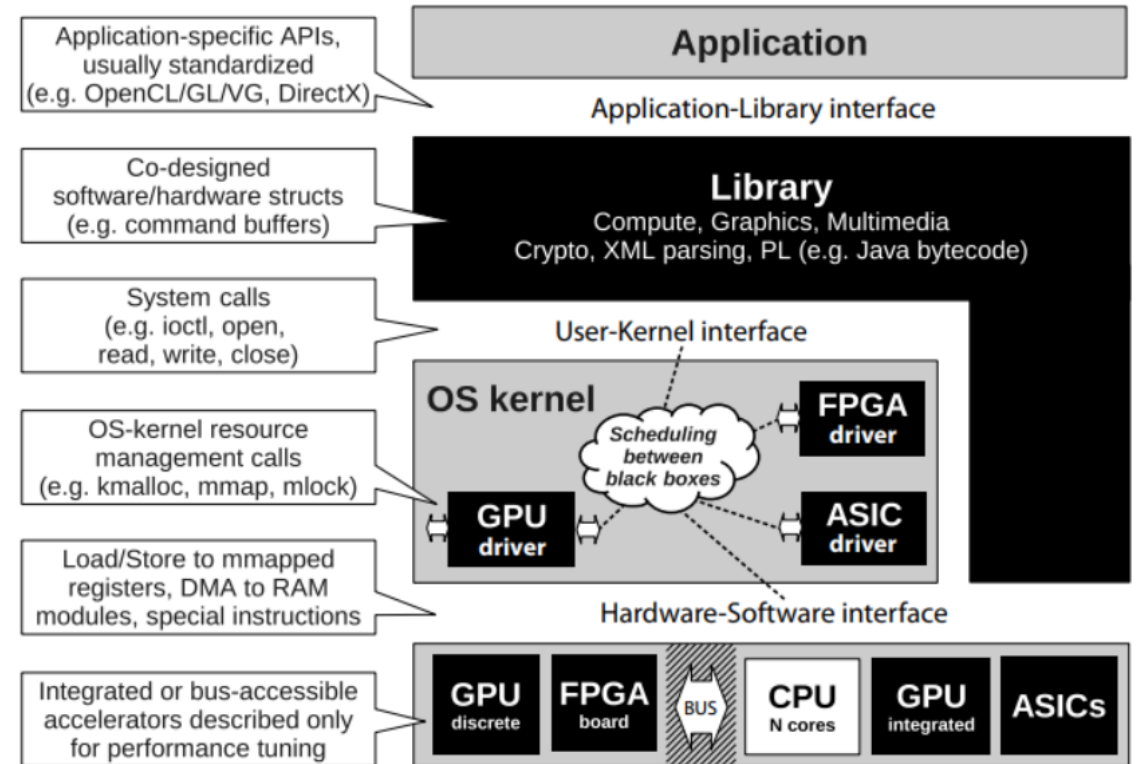 Application-specific APIs,
usually standardized
(e.g. OpenCL/GL/VG, DirectX)
Application
Application-Library interface
Co-designed
software/hardware structs
(e.g. command buffers)
Library
Compute, Graphics, Multimedia
Crypto, XML parsing, PL (e.g. Java bytecode)
System calls
(e.g. ioctl, open,
read, write, close)
User-Kernel interface
OS kernel
Scheduling
between
black boxes
FPGA
driver
OS-kernel resource
management calls
(e.g. kmalloc, mmap, mlock)
GPU
driver
ASIC
driver
Load/Store to mmapped
registers, DMA to RAM
modules, special instructions
Hardware-Software interface
Integrated or bus-accessible
accelerators described only
for performance tuning
GPU
discrete
FPGA
board
BUS
CPU
N cores
GPU
integrated
ASICs